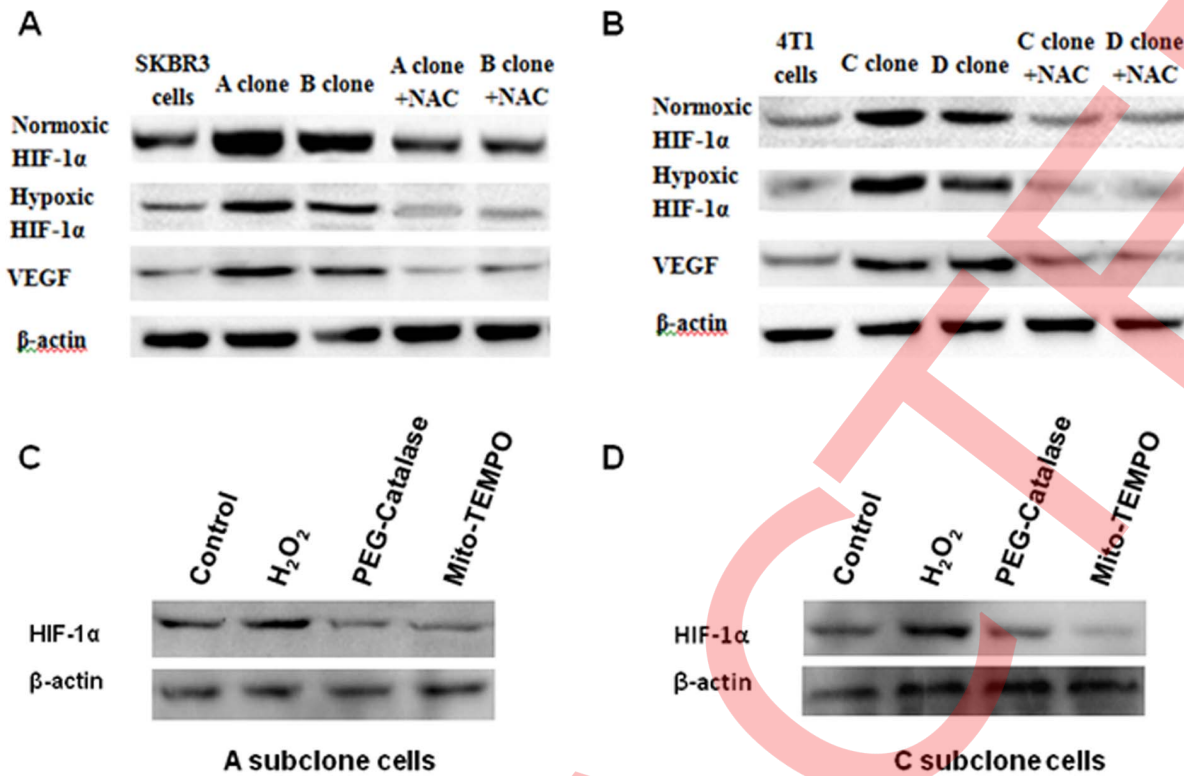 A
SKBR3 cells
A clone
B clone
A clone +NAC
B clone +NAC
Normoxic HIF-1α
Hypoxic HIF-1α
VEGF
β-actin
B
4T1 cells
C clone
D clone
C clone +NAC
D clone +NAC
Normoxic HIF-1α
Hypoxic HIF-1α
VEGF
β-actin
C
Control
H₂O₂
PEG-Catalase
Mito-TEMPO
HIF-1α
β-actin
A subclone cells
D
Control
H₂O₂
PEG-Catalase
Mito-TEMPO
HIF-1α
β-actin
C subclone cells